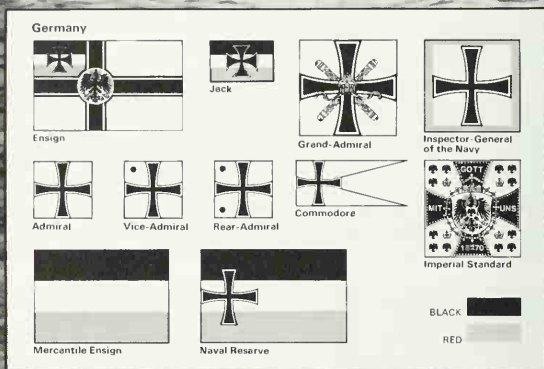 Germany
Ensign
Jack
Grand-Admiral
Inspector-General
of the Navy
Admiral
Vice-Admiral
Rear-Admiral
Commodore
GOTT
MIT
UNS
1870
Imperial Standard
Mercantile Ensign
Naval Reserve
BLACK
RED